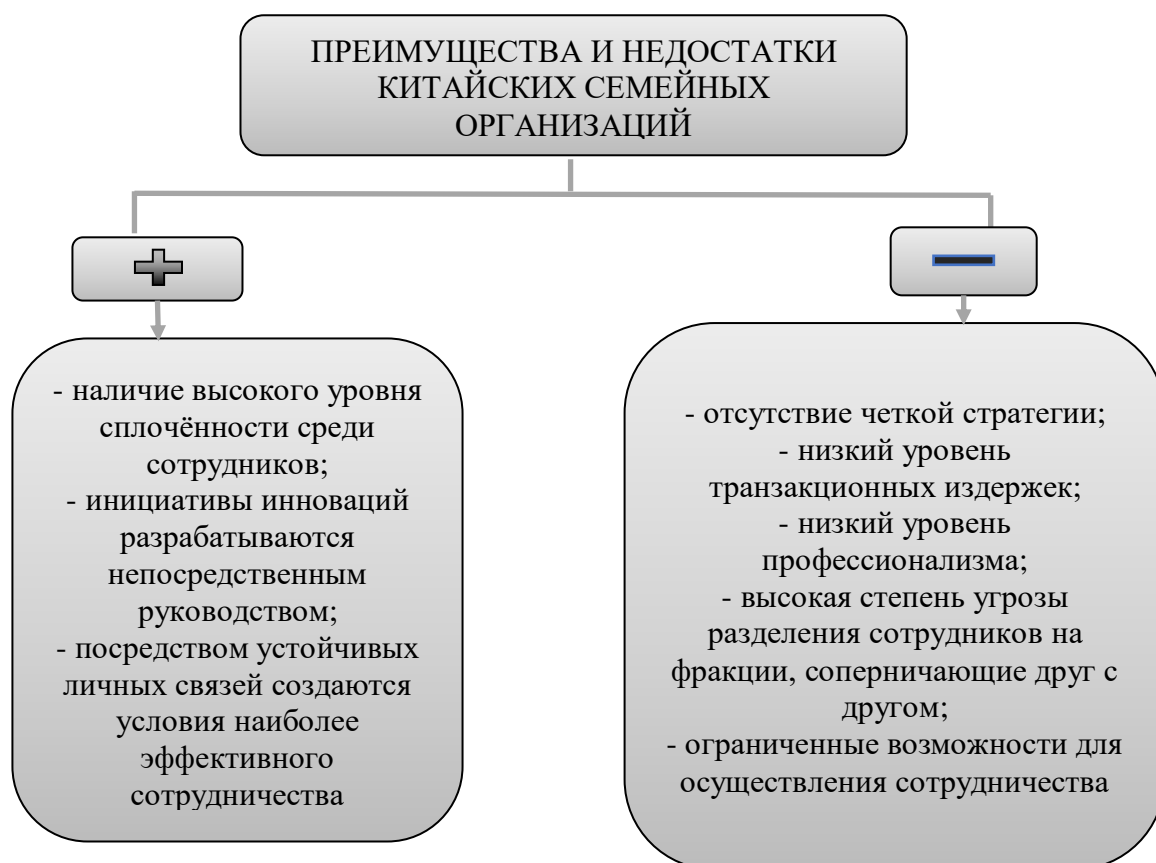 ПРЕИМУЩЕСТВА И НЕДОСТАТКИ
КИТАЙСКИХ СЕМЕЙНЫХ
ОРГАНИЗАЦИЙ
- наличие высокого уровня
сплочённости среди
сотрудников;
- инициативы инноваций
разрабатываются
непосредственным
руководством;
- посредством устойчивых
личных связей создаются
условия наиболее
эффективного
сотрудничества
- отсутствие четкой стратегии;
- низкий уровень
транзакционных издержек;
- низкий уровень
профессионализма;
- высокая степень угрозы
разделения сотрудников на
фракции, соперничающие друг с
другом;
- ограниченные возможности для
осуществления сотрудничества